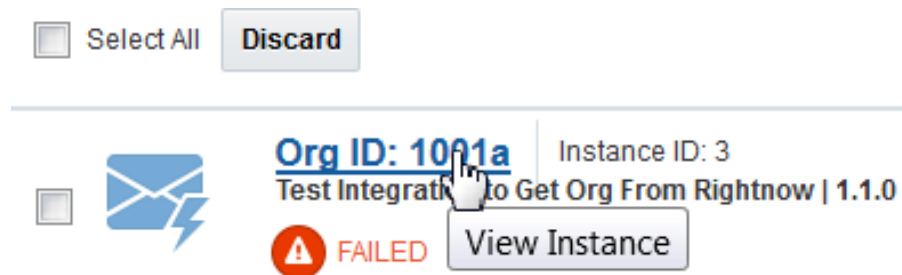 Select All Discard
Org ID: 1001a Instance ID: 3
Test Integration to Get Org From Rightnow | 1.1.0
FAILED View Instance